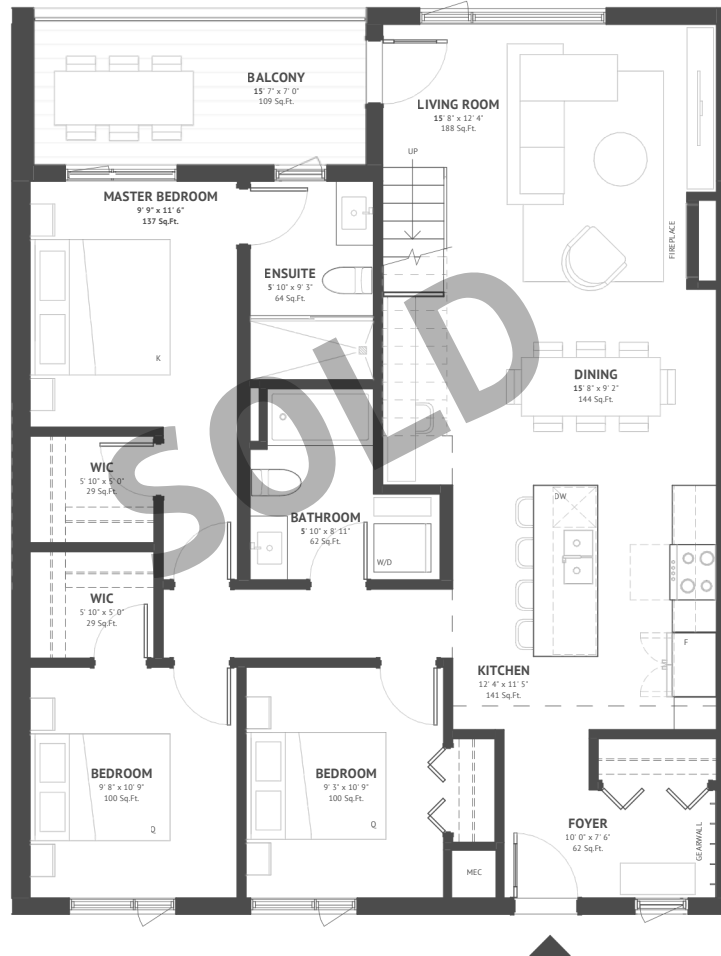 BALCONY
15' 7" x 7' 0"
109 Sq.Ft.
LIVING ROOM
15' 8" x 12' 4"
188 Sq.Ft.
UP
MASTER BEDROOM
9' 9" x 11' 6"
137 Sq.Ft.
K
ENSUITE
5' 10" x 9' 3"
64 Sq.Ft.
FIREPLACE
DINING
15' 8" x 9' 2"
144 Sq.Ft.
SOLD
WIC
5' 10" x 5' 0"
29 Sq.Ft.
BATHROOM
5' 10" x 8' 11"
62 Sq.Ft.
W/D
DW
WIC
5' 10" x 5' 0"
29 Sq.Ft.
F
KITCHEN
12' 4" x 11' 5"
141 Sq.Ft.
BEDROOM
9' 8" x 10' 9"
100 Sq.Ft.
Q
BEDROOM
9' 3" x 10' 9"
100 Sq.Ft.
Q
FOYER
10' 0" x 7' 6"
62 Sq.Ft.
GEARWALL
MEC